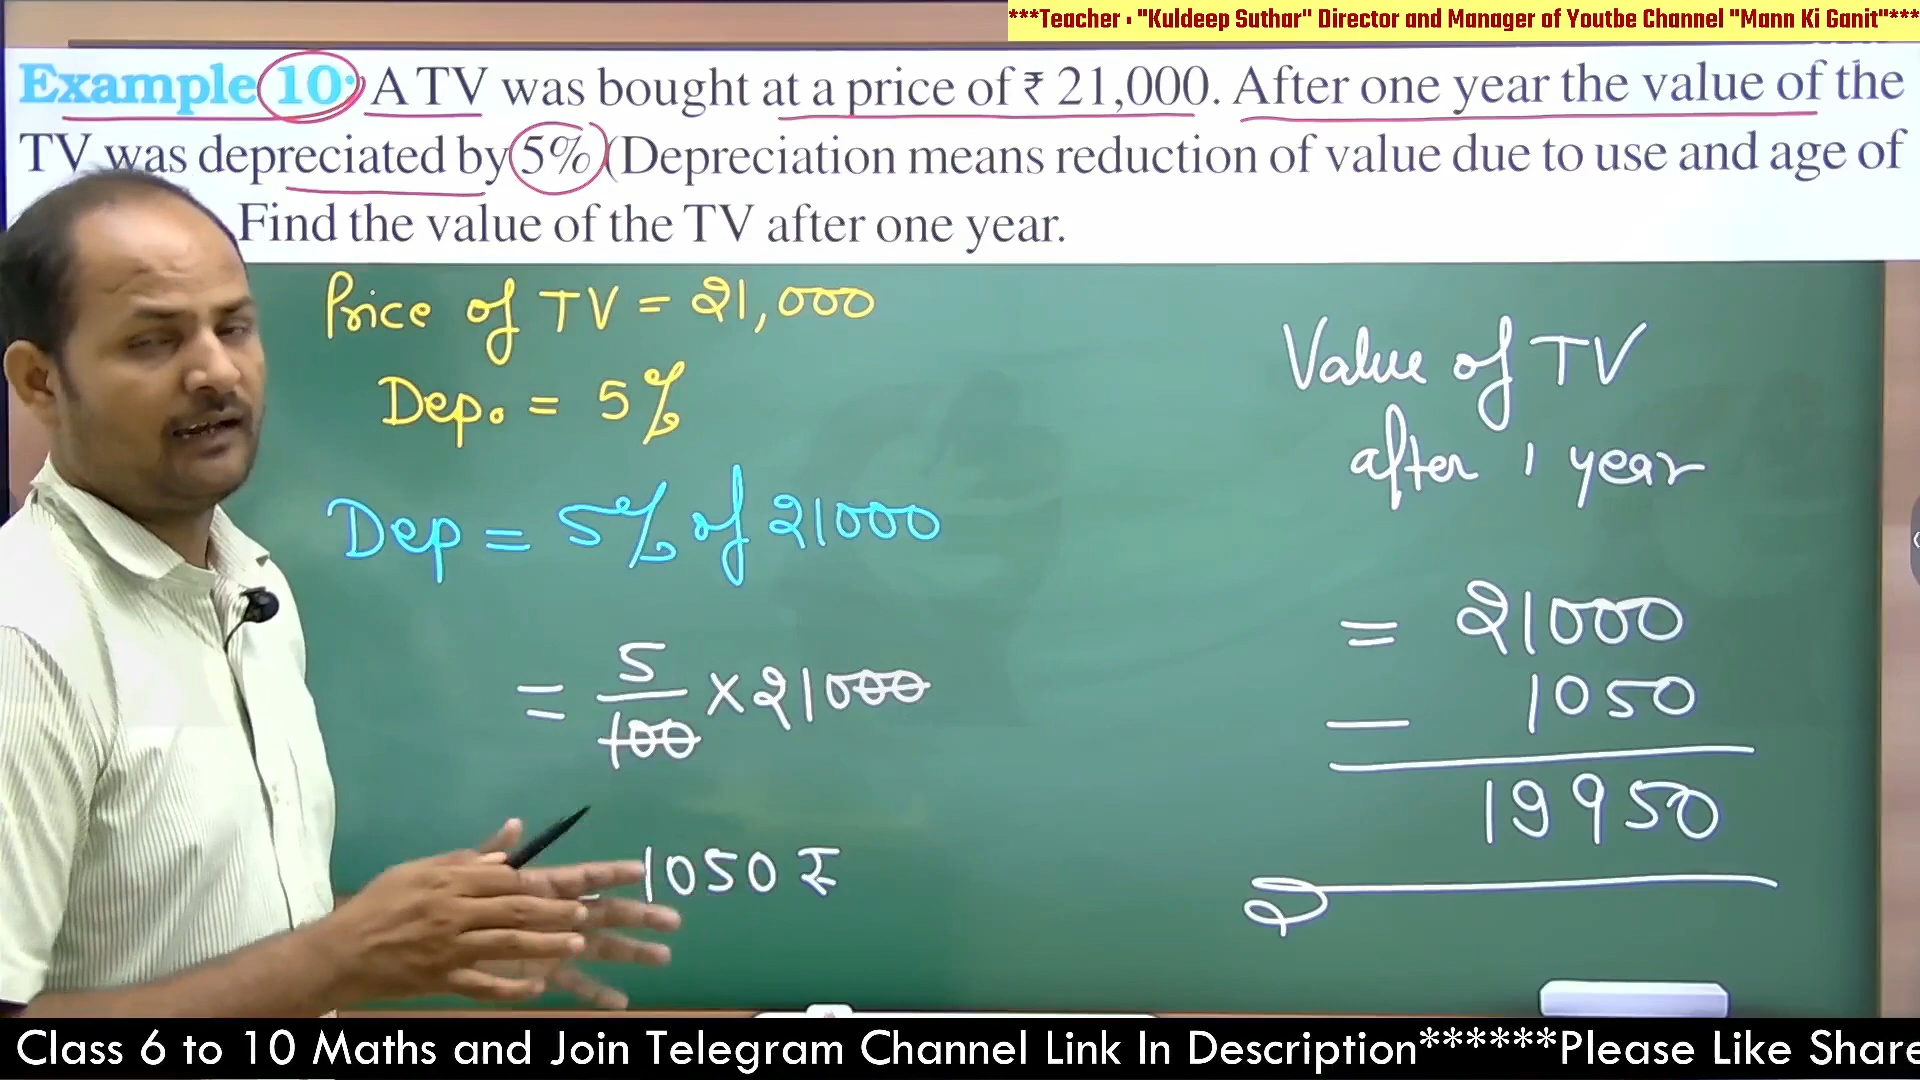 ***Teacher : "Kuldeep Suthar" Director and Manager of Youtbe Channel "Mann Ki Ganit"***
Example 10: A TV was bought at a price of ₹ 21,000. After one year the value of the
TV was depreciated by 5% (Depreciation means reduction of value due to use and age of
Find the value of the TV after one year.
Price of TV = 21,000
Dep. = 5%
Dep = 5% of 21000
= 5/100 × 21000
= 1050 ₹
Value of TV
after 1 year
= 21000
— 1050
19950
Class 6 to 10 Maths and Join Telegram Channel Link In Description******Please Like Share